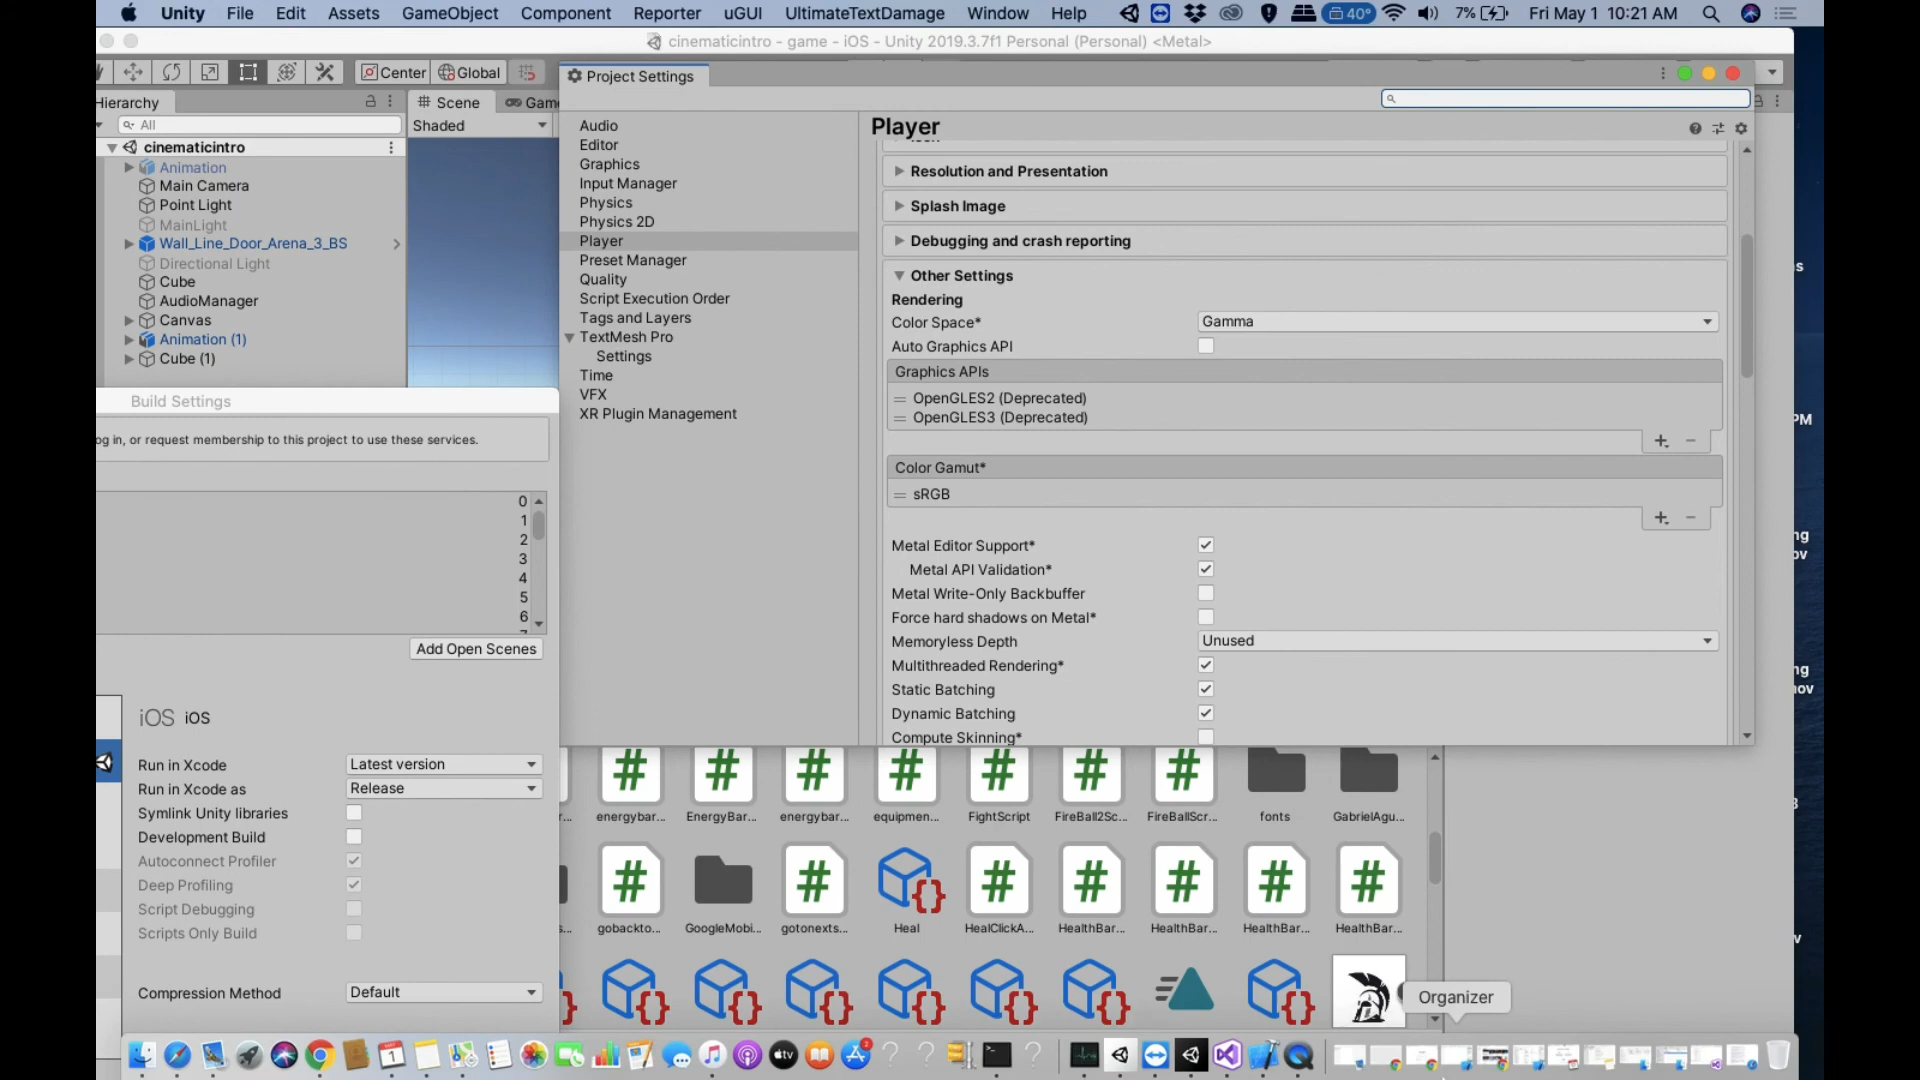 Unity File Edit Assets GameObject Component Reporter uGUI UltimateTextDamage Window Help 40° 7% Fri May 1 10:21 AM
cinematicintro - game - iOS - Unity 2019.3.7f1 Personal (Personal) <Metal>
Center Global
Project Settings
Hierarchy
Scene
Gam
All
Shaded
cinematicintro
Animation
Main Camera
Point Light
MainLight
Wall_Line_Door_Arena_3_BS
Directional Light
Cube
AudioManager
Canvas
Animation (1)
Cube (1)
Audio
Editor
Graphics
Input Manager
Physics
Physics 2D
Player
Preset Manager
Quality
Script Execution Order
Tags and Layers
TextMesh Pro
Settings
Time
VFX
XR Plugin Management
Player
Resolution and Presentation
Splash Image
Debugging and crash reporting
Other Settings
Rendering
Color Space* Gamma
Auto Graphics API
Graphics APIs
OpenGLES2 (Deprecated)
OpenGLES3 (Deprecated)
Color Gamut*
sRGB
Metal Editor Support*
Metal API Validation*
Metal Write-Only Backbuffer
Force hard shadows on Metal*
Memoryless Depth Unused
Multithreaded Rendering*
Static Batching
Dynamic Batching
Compute Skinning*
Build Settings
og in, or request membership to this project to use these services.
0
1
2
3
4
5
6
Add Open Scenes
iOS iOS
Run in Xcode Latest version
Run in Xcode as Release
Symlink Unity libraries
Development Build
Autoconnect Profiler
Deep Profiling
Script Debugging
Scripts Only Build
Compression Method Default
r... energybar... EnergyBar... energybar... equipmen... FightScript FireBall2Sc... FireBallScr... fonts GabrielAgu...
s... gobackto... GoogleMobi... gotonexts... Heal HealClickA... HealthBar... HealthBar... HealthBar... HealthBar...
Organizer
s
PM
ng
ov
ng
nov
3
v
tv